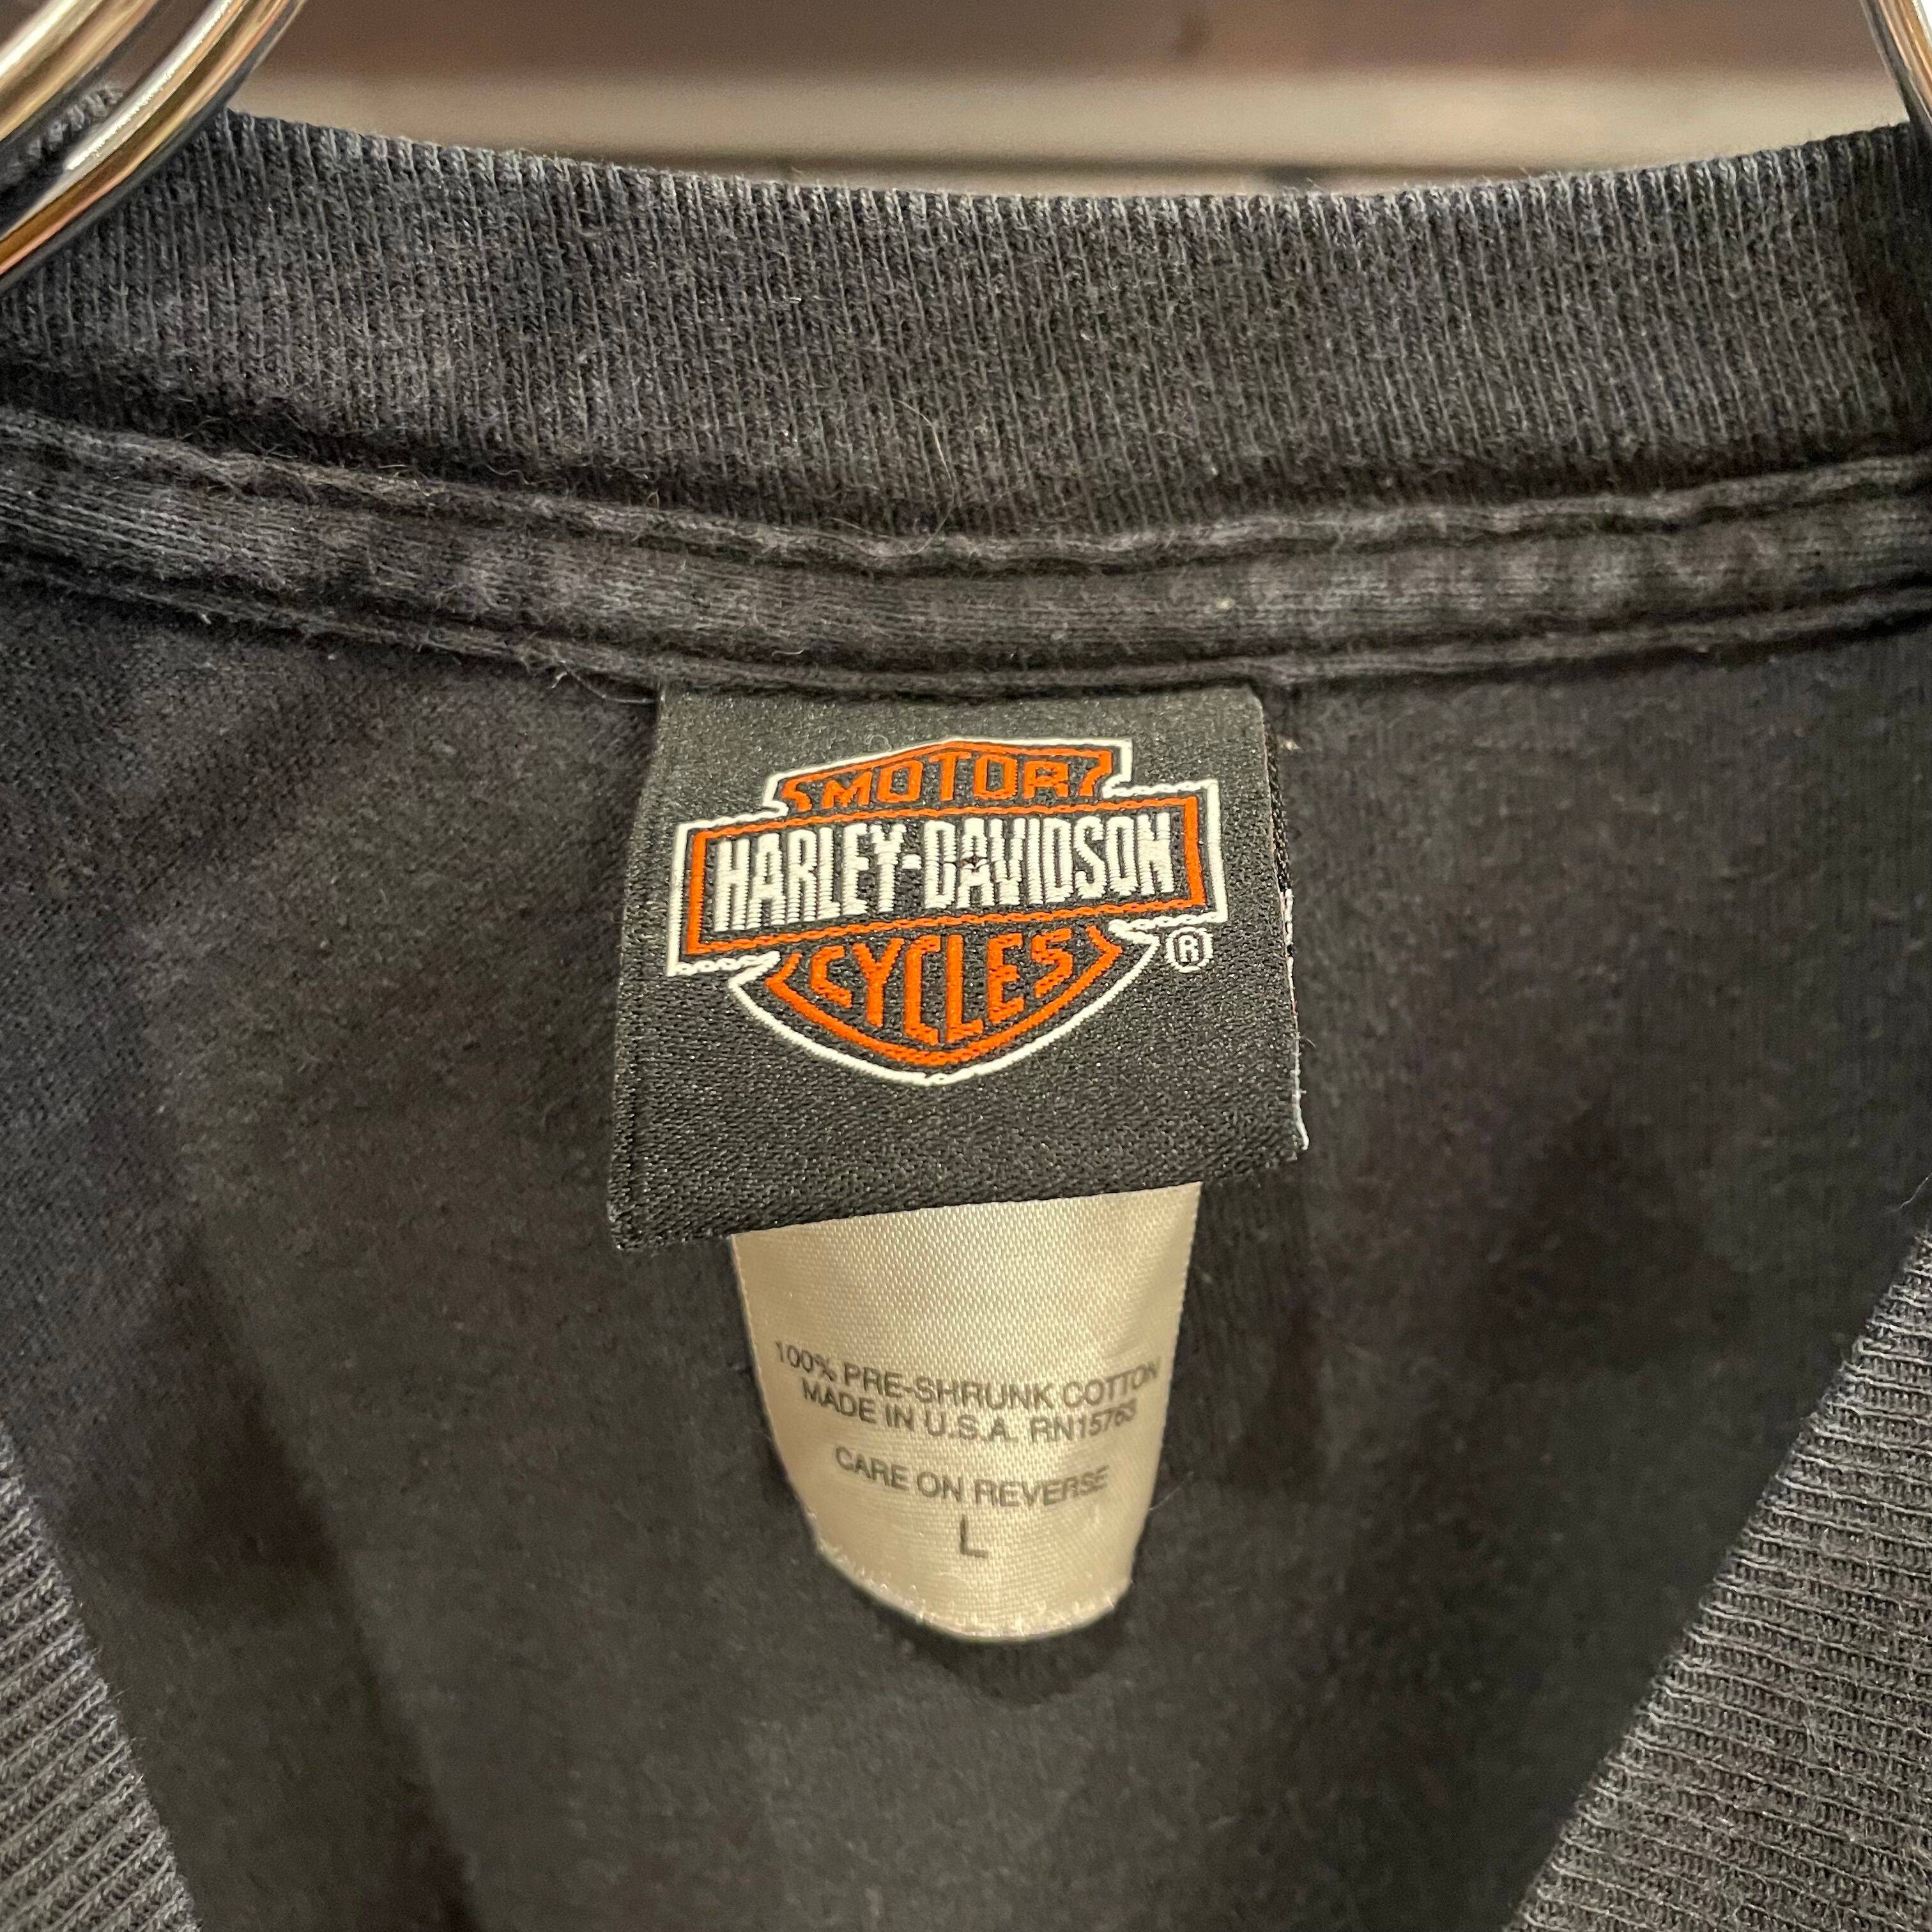 MOTOR
HARLEY-DAVIDSON
CYCLES
®
100% PRE-SHRUNK COTTON
MADE IN U.S.A. RN15763
CARE ON REVERSE
L